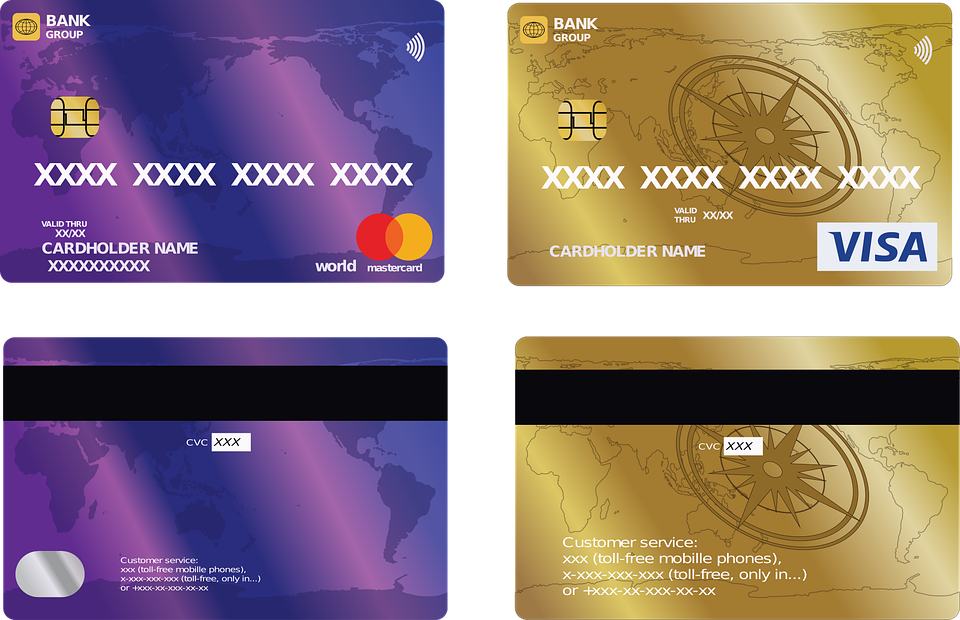 BANK
GROUP
XXXX XXXX XXXX XXXX
VALID THRU
XX/XX
CARDHOLDER NAME
XXXXXXXXXXX
world mastercard
BANK
GROUP
XXXX XXXX XXXX XXXX
VALID
THRU XX/XX
CARDHOLDER NAME
VISA
CVC XXX
Customer service:
xxx (toll-free mobille phones),
x-xxx-xxx-xxx (toll-free, only in...)
or +xxx-xx-xxx-xx-xx
CVC XXX
Customer service:
xxx (toll-free mobille phones),
x-xxx-xxx-xxx (toll-free, only in...)
or +xxx-xx-xxx-xx-xx